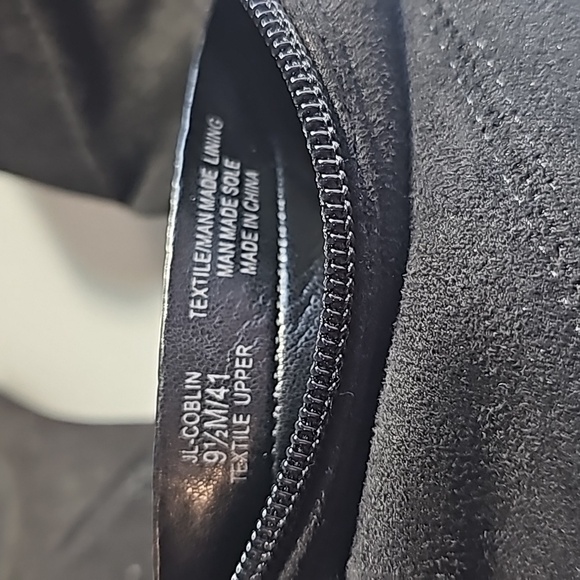 JL-COBLIN
9½M/41
TEXTILE UPPER
TEXTILE/MAN MADE LINING
MAN MADE SOLE
MADE IN CHINA